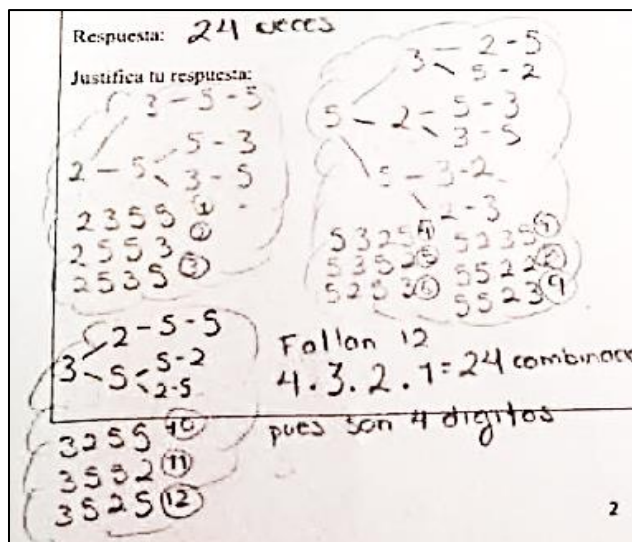 Respuesta: 24 veces
Justifica tu respuesta:
3 - 5 - 5
2 - 5 5 - 3
3 - 5
2355 ①
2553 ②
2535 ③
3 2 - 5
5 - 2
5 - 2 5 - 3
3 - 5
5 - 3 - 2
2 - 3
5325 ④ 5235 ⑦
5352 ⑤ 5522 ⑧
5253 ⑥ 5523 ⑨
2 - 5 - 5
3 5 5-2
2-5
3255 ⑩
3552 ⑪
3525 ⑫
Faltan 12
4 . 3 . 2 . 1 = 24 combinac
pues son 4 digitos
2